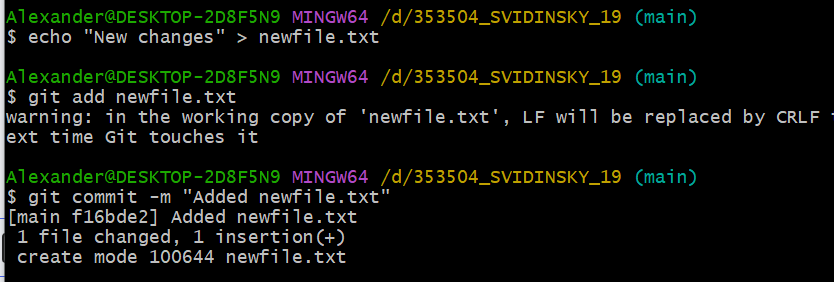 Alexander@DESKTOP-2D8F5N9 MINGW64 /d/353504_SVIDINSKY_19 (main)
$ echo "New changes" > newfile.txt
Alexander@DESKTOP-2D8F5N9 MINGW64 /d/353504_SVIDINSKY_19 (main)
$ git add newfile.txt
warning: in the working copy of 'newfile.txt', LF will be replaced by CRLF
ext time Git touches it
Alexander@DESKTOP-2D8F5N9 MINGW64 /d/353504_SVIDINSKY_19 (main)
$ git commit -m "Added newfile.txt"
[main f16bde2] Added newfile.txt
 1 file changed, 1 insertion(+)
 create mode 100644 newfile.txt